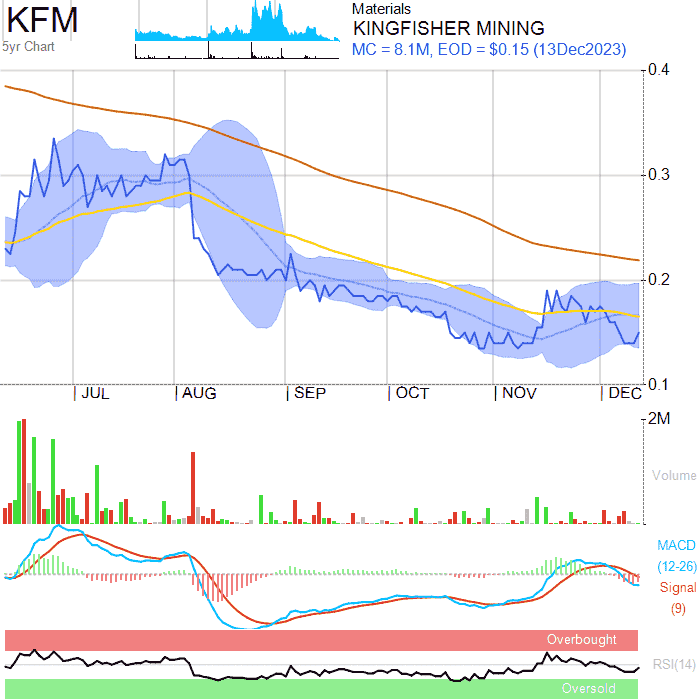 KFM
5yr Chart
Materials
KINGFISHER MINING
MC = 8.1M, EOD = $0.15 (13Dec2023)
0.4
0.3
0.2
0.1
JUL AUG SEP OCT NOV DEC
2M
Volume
MACD
(12-26)
Signal
(9)
Overbought
RSI(14)
Oversold